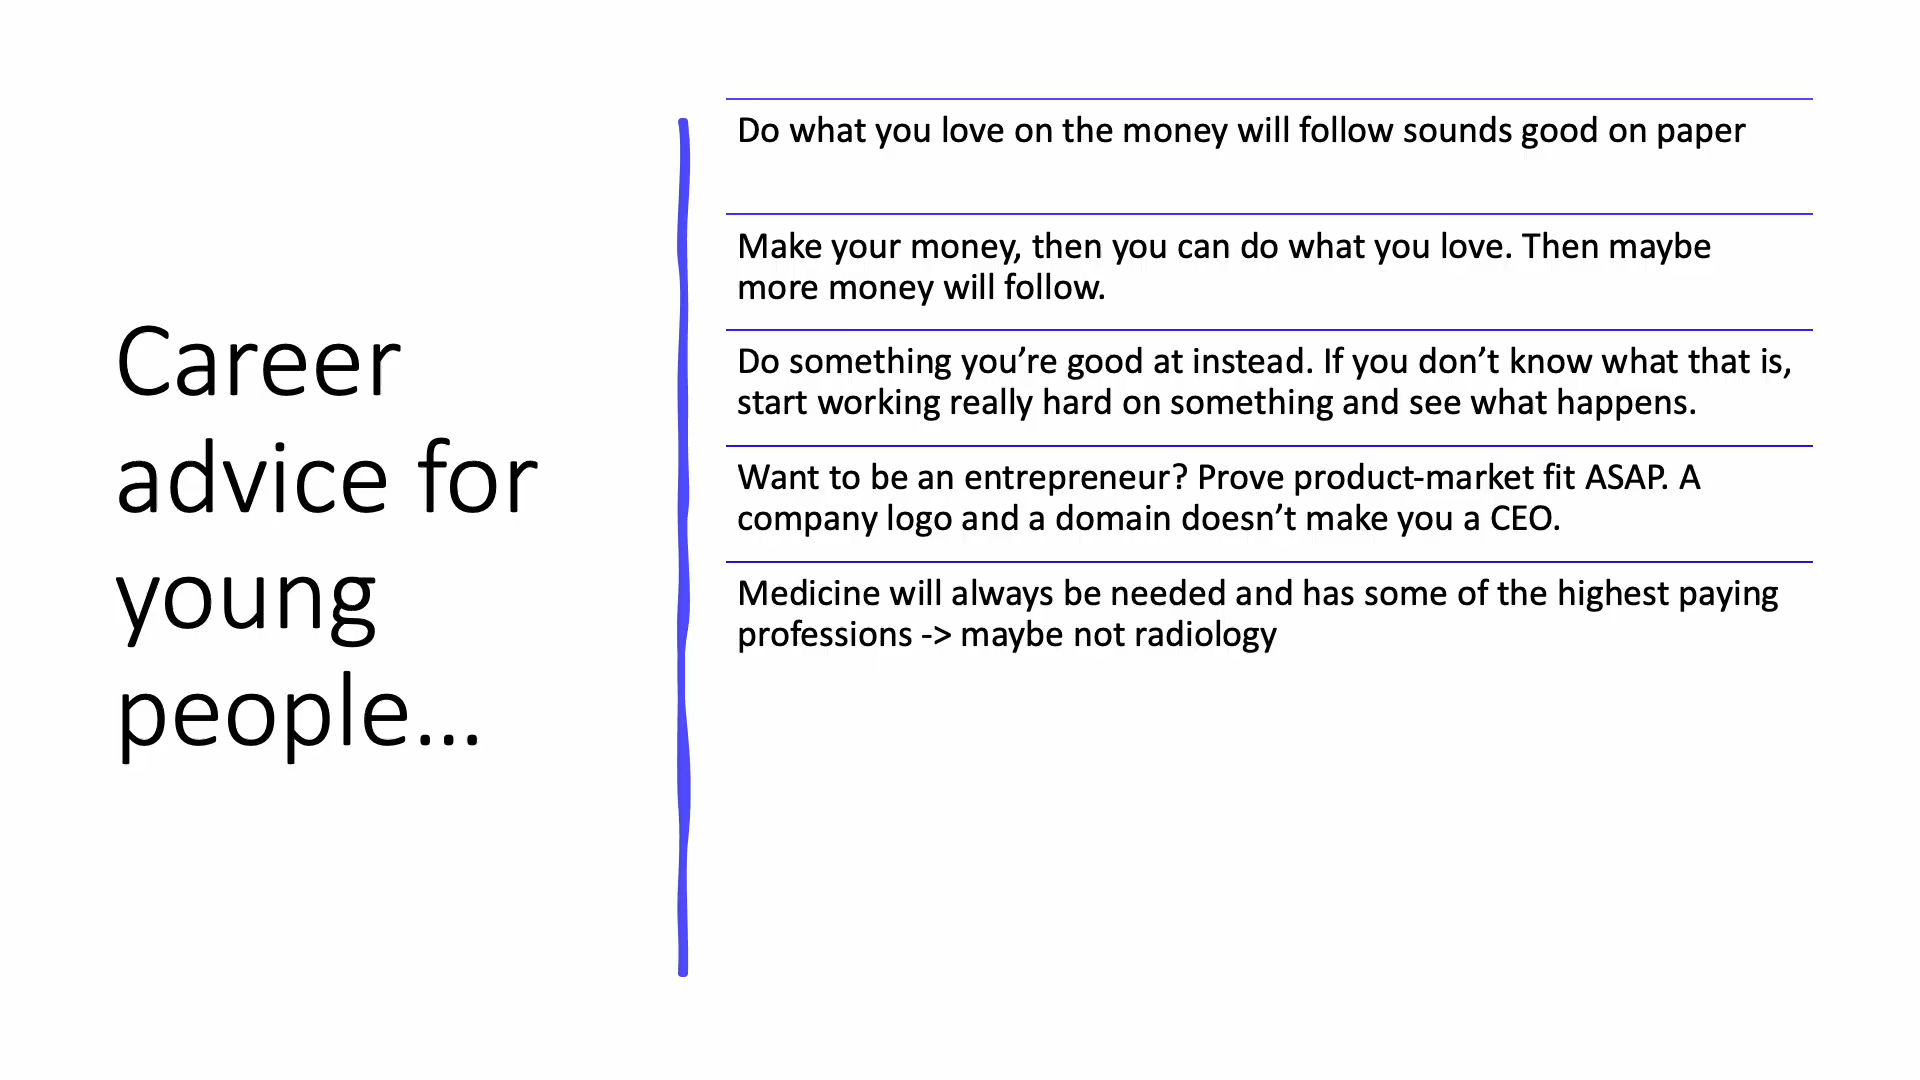 Career
advice for
young
people...
Do what you love on the money will follow sounds good on paper
Make your money, then you can do what you love. Then maybe
more money will follow.
Do something you’re good at instead. If you don’t know what that is,
start working really hard on something and see what happens.
Want to be an entrepreneur? Prove product-market fit ASAP. A
company logo and a domain doesn’t make you a CEO.
Medicine will always be needed and has some of the highest paying
professions -> maybe not radiology